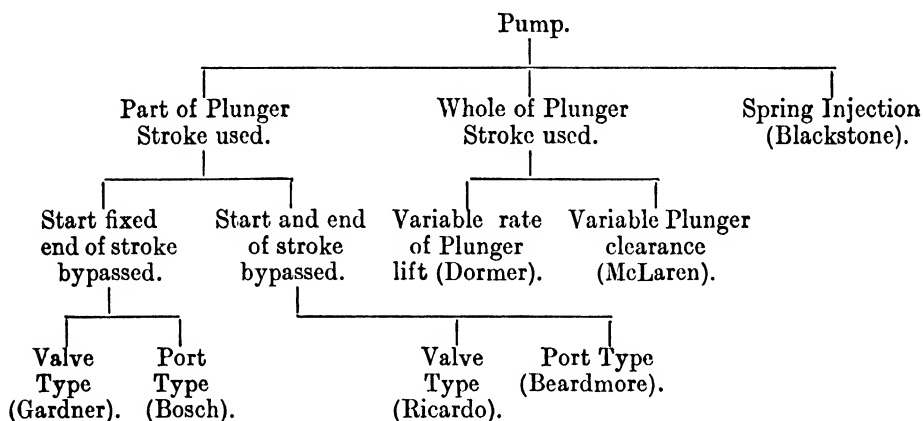 Pump.
Part of Plunger
Stroke used.
Whole of Plunger
Stroke used.
Spring Injection
(Blackstone).
Start fixed
end of stroke
bypassed.
Start and end
of stroke
bypassed.
Variable rate
of Plunger
lift (Dormer).
Variable Plunger
clearance
(McLaren).
Valve
Type
(Gardner).
Port
Type
(Bosch).
Valve
Type
(Ricardo).
Port Type
(Beardmore).